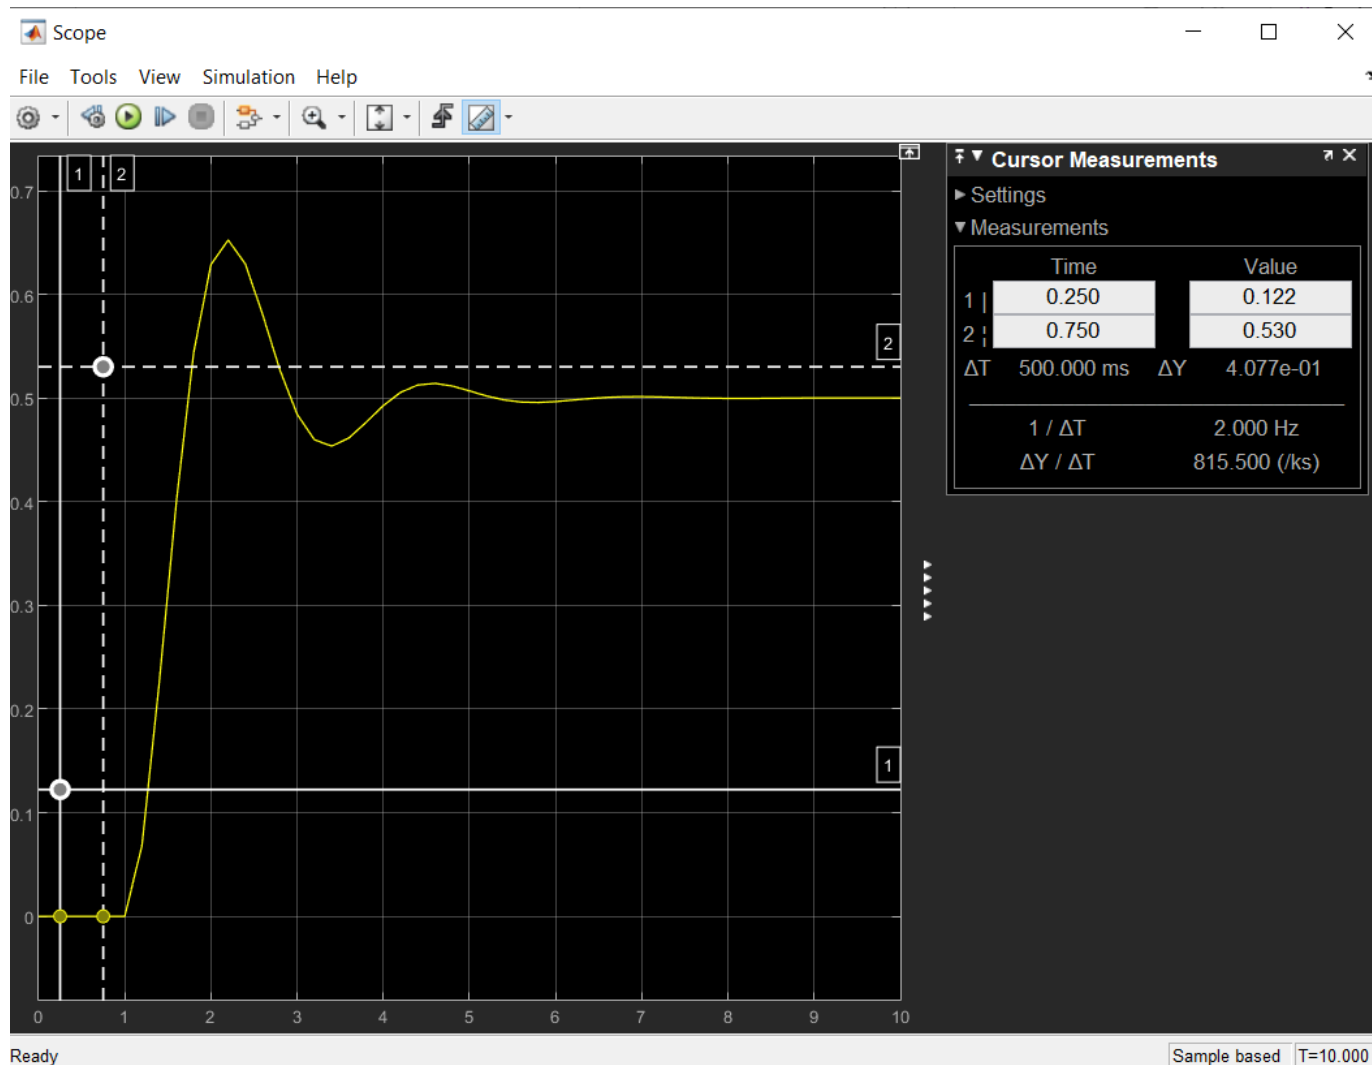 Scope
File Tools View Simulation Help
1 2
0.7
0.6
0.5
0.4
0.3
0.2
0.1
0
2
1
0 1 2 3 4 5 6 7 8 9 10
Cursor Measurements
Settings
Measurements
Time Value
1 | 0.250 0.122
2 ¦ 0.750 0.530
ΔT 500.000 ms ΔY 4.077e-01
1 / ΔT 2.000 Hz
ΔY / ΔT 815.500 (/ks)
Ready Sample based T=10.000